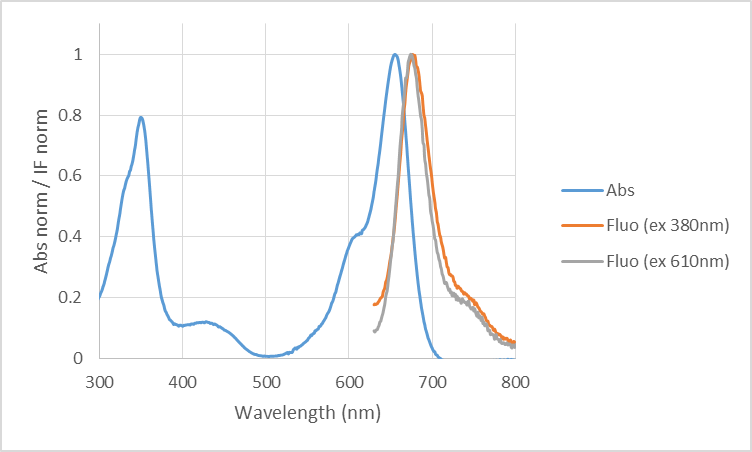 Abs norm / IF norm
1
0.8
0.6
0.4
0.2
0
300 400 500 600 700 800
Wavelength (nm)
Abs
Fluo (ex 380nm)
Fluo (ex 610nm)